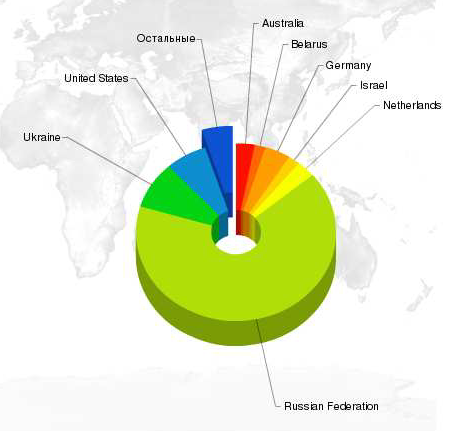 Australia
Остальные
Belarus
Germany
United States
Israel
Netherlands
Ukraine
Russian Federation